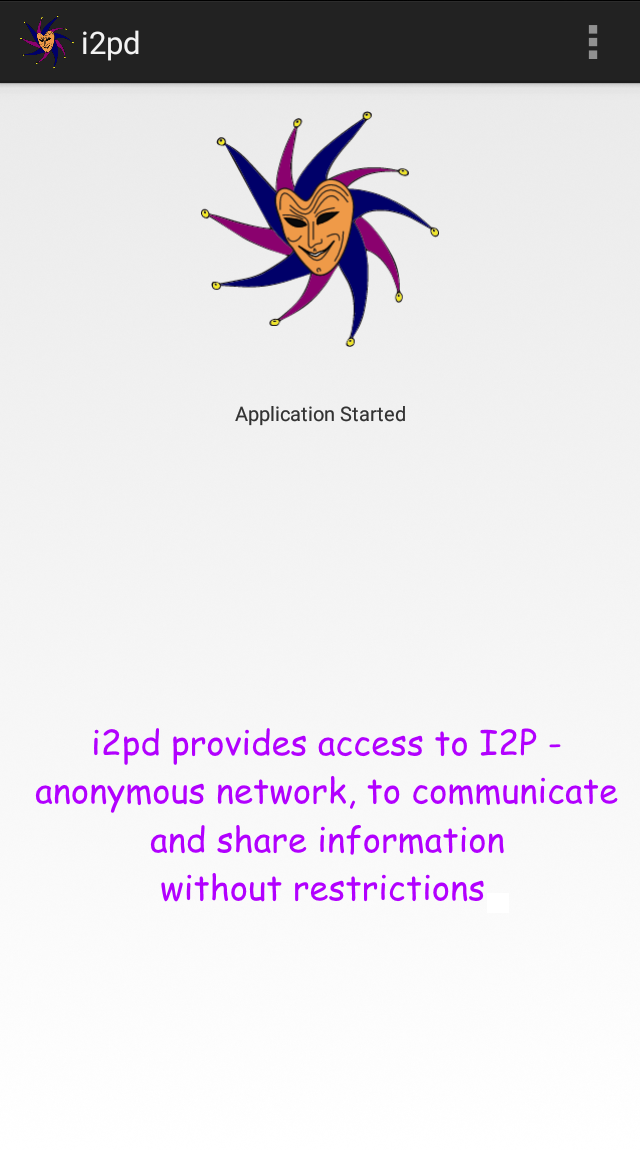 i2pd
Application Started
i2pd provides access to I2P -
anonymous network, to communicate
and share information
without restrictions